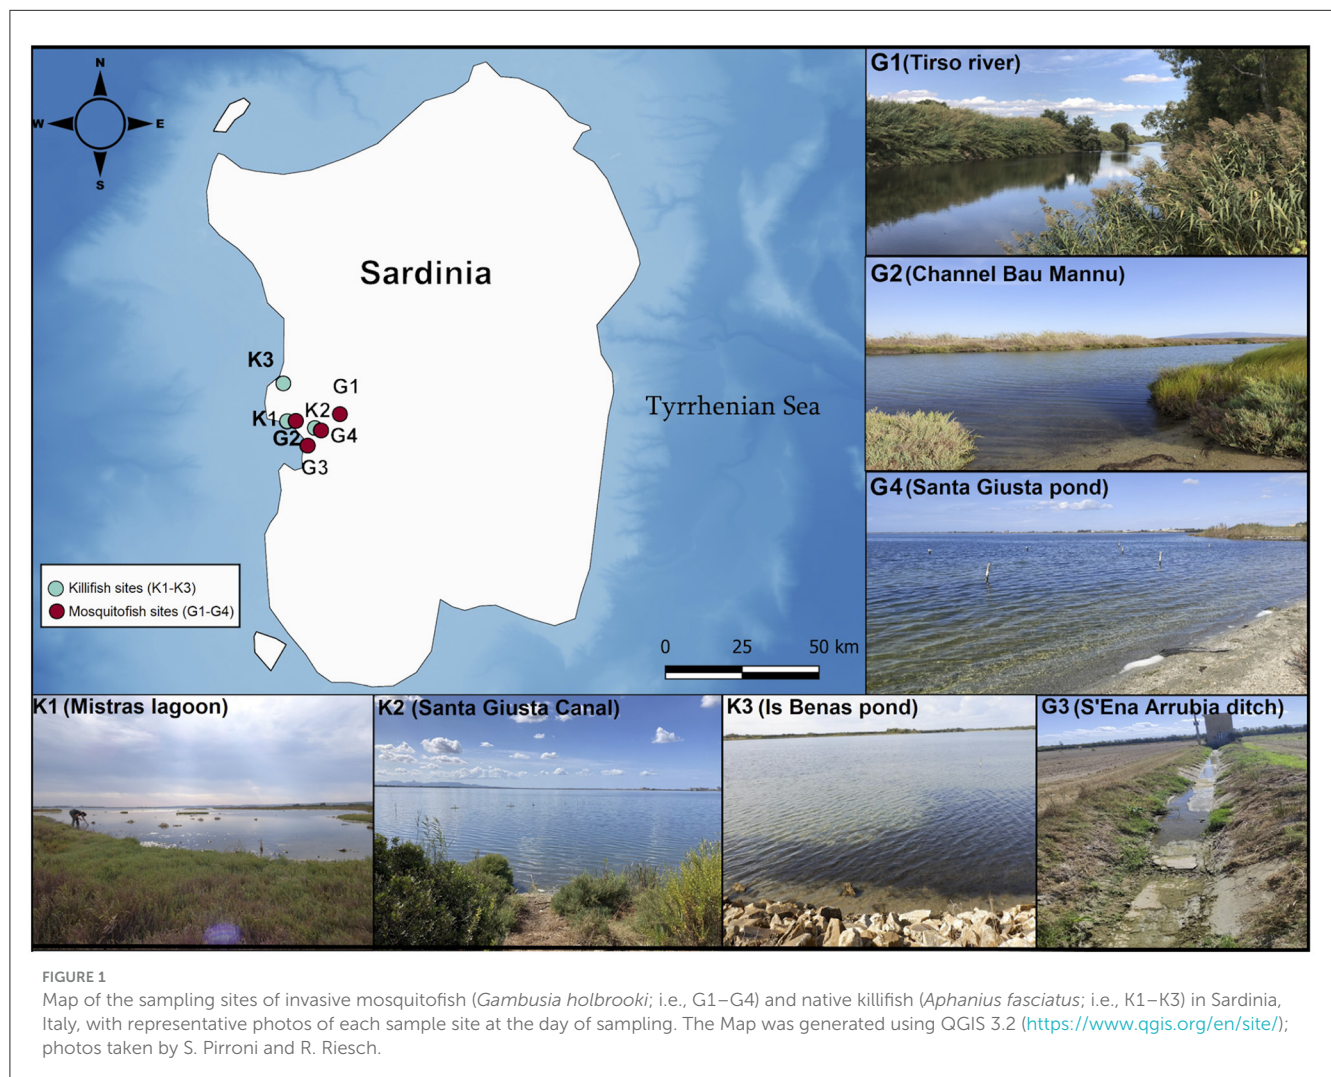 N
W
E
S
Sardinia
K3
G1
K1
K2
G2
G4
G3
Tyrrhenian Sea
Killifish sites (K1-K3)
Mosquitofish sites (G1-G4)
0 25 50 km
G1 (Tirso river)
G2 (Channel Bau Mannu)
G4 (Santa Giusta pond)
K1 (Mistras lagoon)
K2 (Santa Giusta Canal)
K3 (Is Benas pond)
G3 (S'Ena Arrubia ditch)
FIGURE 1
Map of the sampling sites of invasive mosquitofish (Gambusia holbrooki; i.e., G1–G4) and native killifish (Aphanius fasciatus; i.e., K1–K3) in Sardinia,
Italy, with representative photos of each sample site at the day of sampling. The Map was generated using QGIS 3.2 (https://www.qgis.org/en/site/);
photos taken by S. Pirroni and R. Riesch.